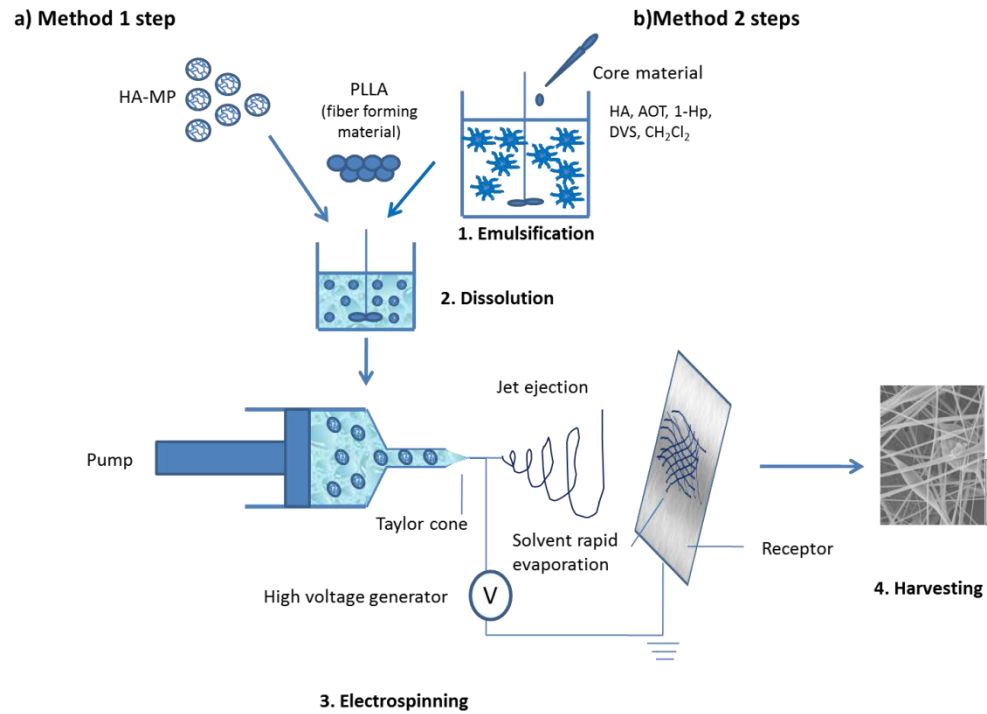 a) Method 1 step
b)Method 2 steps
HA-MP
PLLA
(fiber forming
material)
Core material
HA, AOT, 1-Hp,
DVS, CH₂Cl₂
1. Emulsification
2. Dissolution
Jet ejection
Pump
Taylor cone
Solvent rapid
evaporation
Receptor
High voltage generator
V
4. Harvesting
3. Electrospinning